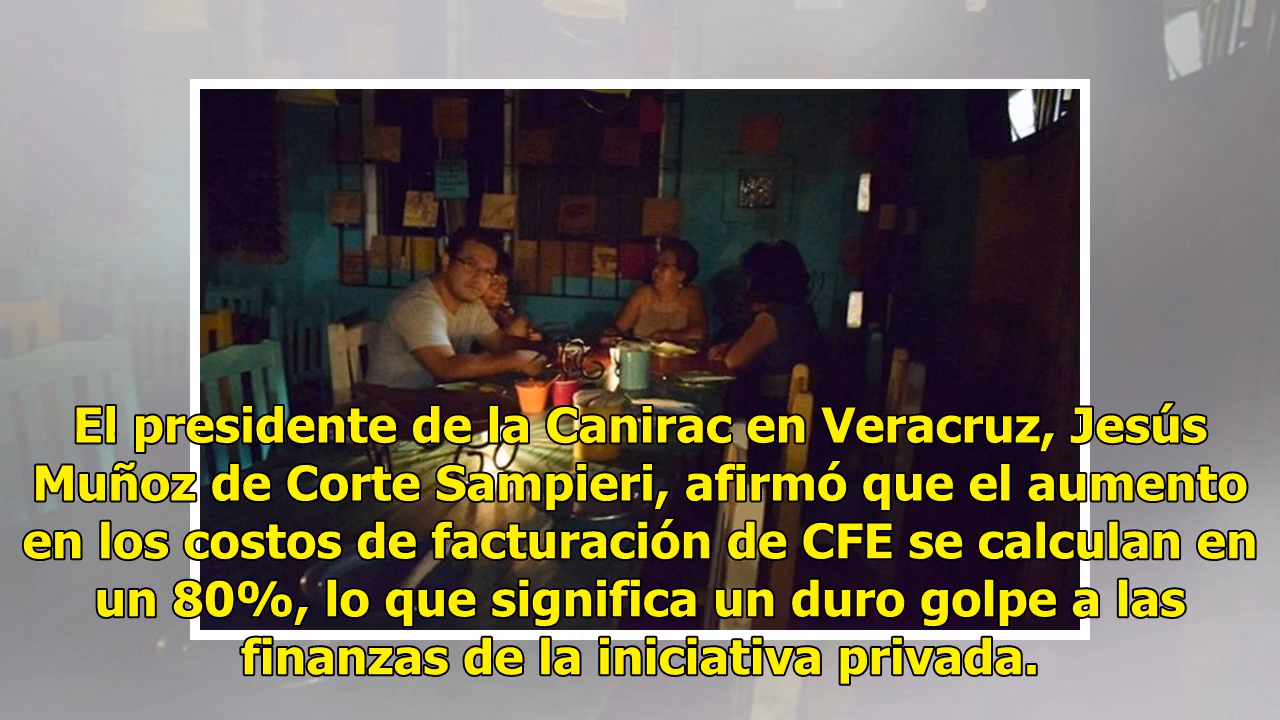 El presidente de la Canirac en Veracruz, Jesús
Muñoz de Corte Sampieri, afirmó que el aumento
en los costos de facturación de CFE se calculan en
un 80%, lo que significa un duro golpe a las
finanzas de la iniciativa privada.